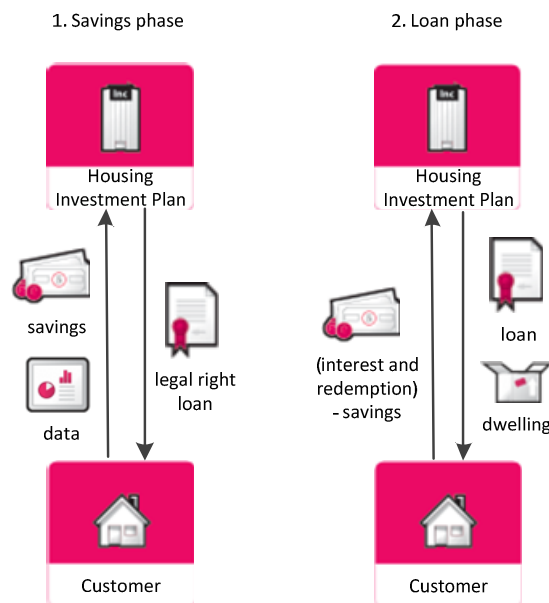 1. Savings phase
2. Loan phase
Inc
Inc
Housing
Investment Plan
Housing
Investment Plan
savings
data
legal right
loan
(interest and
redemption)
- savings
loan
dwelling
Customer
Customer